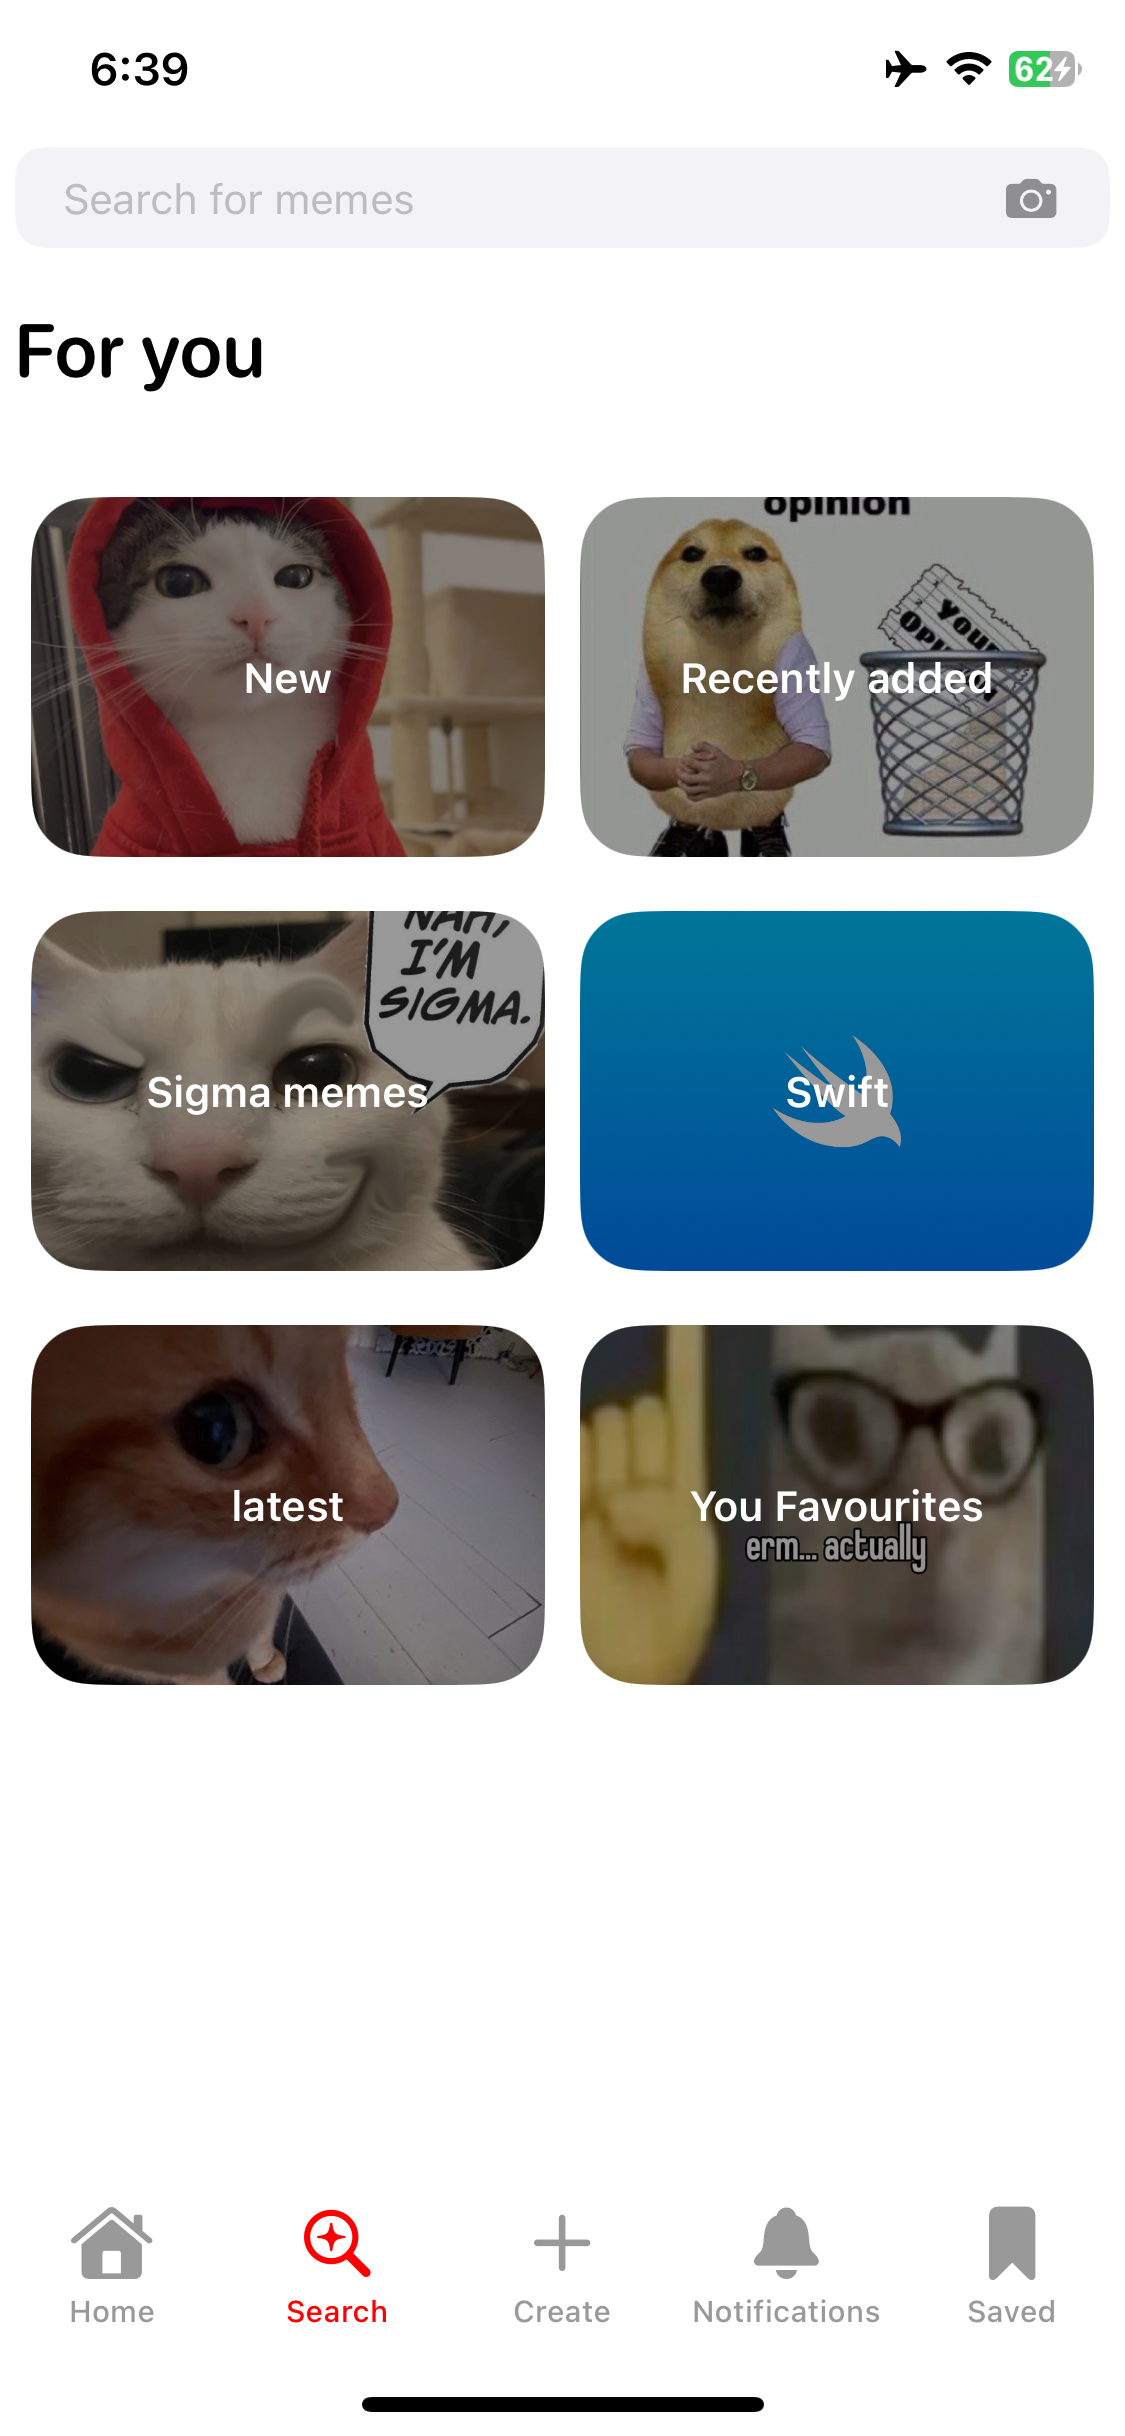 6:39
62
Search for memes
For you
opinion
your
New
Recently added
NAH,
I'M
SIGMA.
Sigma memes
Swift
latest
You Favourites
erm... actually
Home
Search
Create
Notifications
Saved